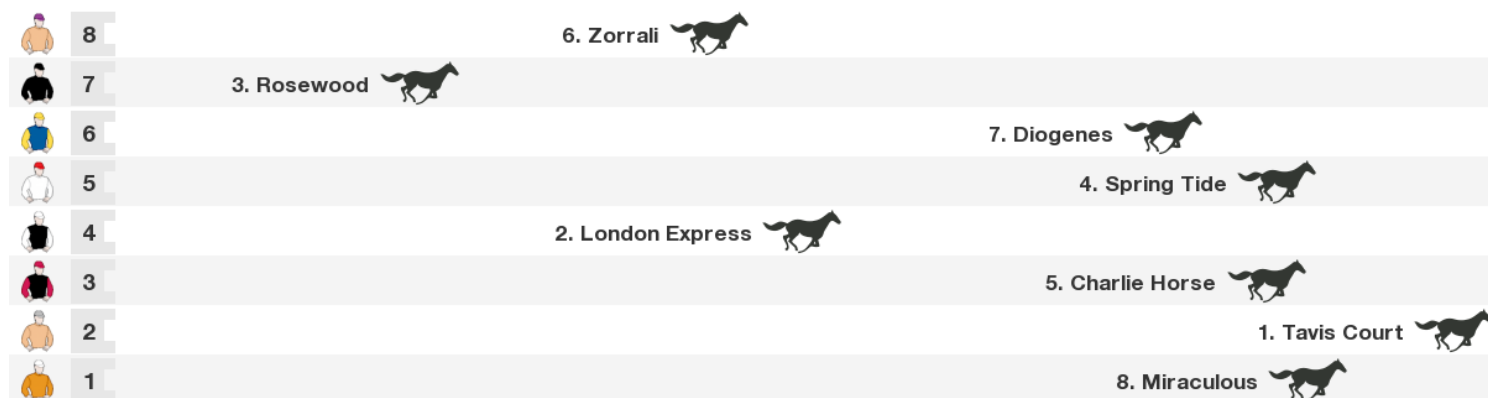 8 6. Zorrali
7 3. Rosewood
6 7. Diogenes
5 4. Spring Tide
4 2. London Express
3 5. Charlie Horse
2 1. Tavis Court
1 8. Miraculous